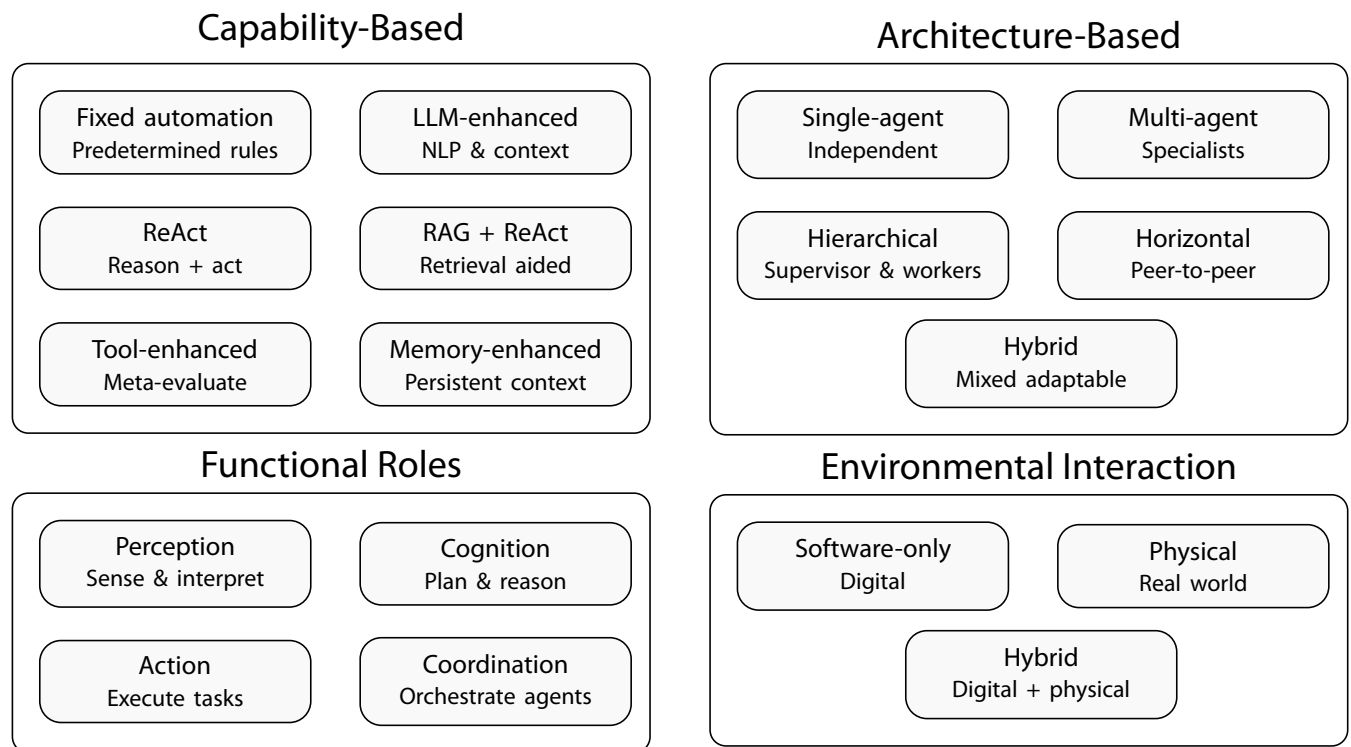 Capability-Based
Fixed automation
Predetermined rules
LLM-enhanced
NLP & context
ReAct
Reason + act
RAG + ReAct
Retrieval aided
Tool-enhanced
Meta-evaluate
Memory-enhanced
Persistent context
Architecture-Based
Single-agent
Independent
Multi-agent
Specialists
Hierarchical
Supervisor & workers
Horizontal
Peer-to-peer
Hybrid
Mixed adaptable
Functional Roles
Perception
Sense & interpret
Cognition
Plan & reason
Action
Execute tasks
Coordination
Orchestrate agents
Environmental Interaction
Software-only
Digital
Physical
Real world
Hybrid
Digital + physical